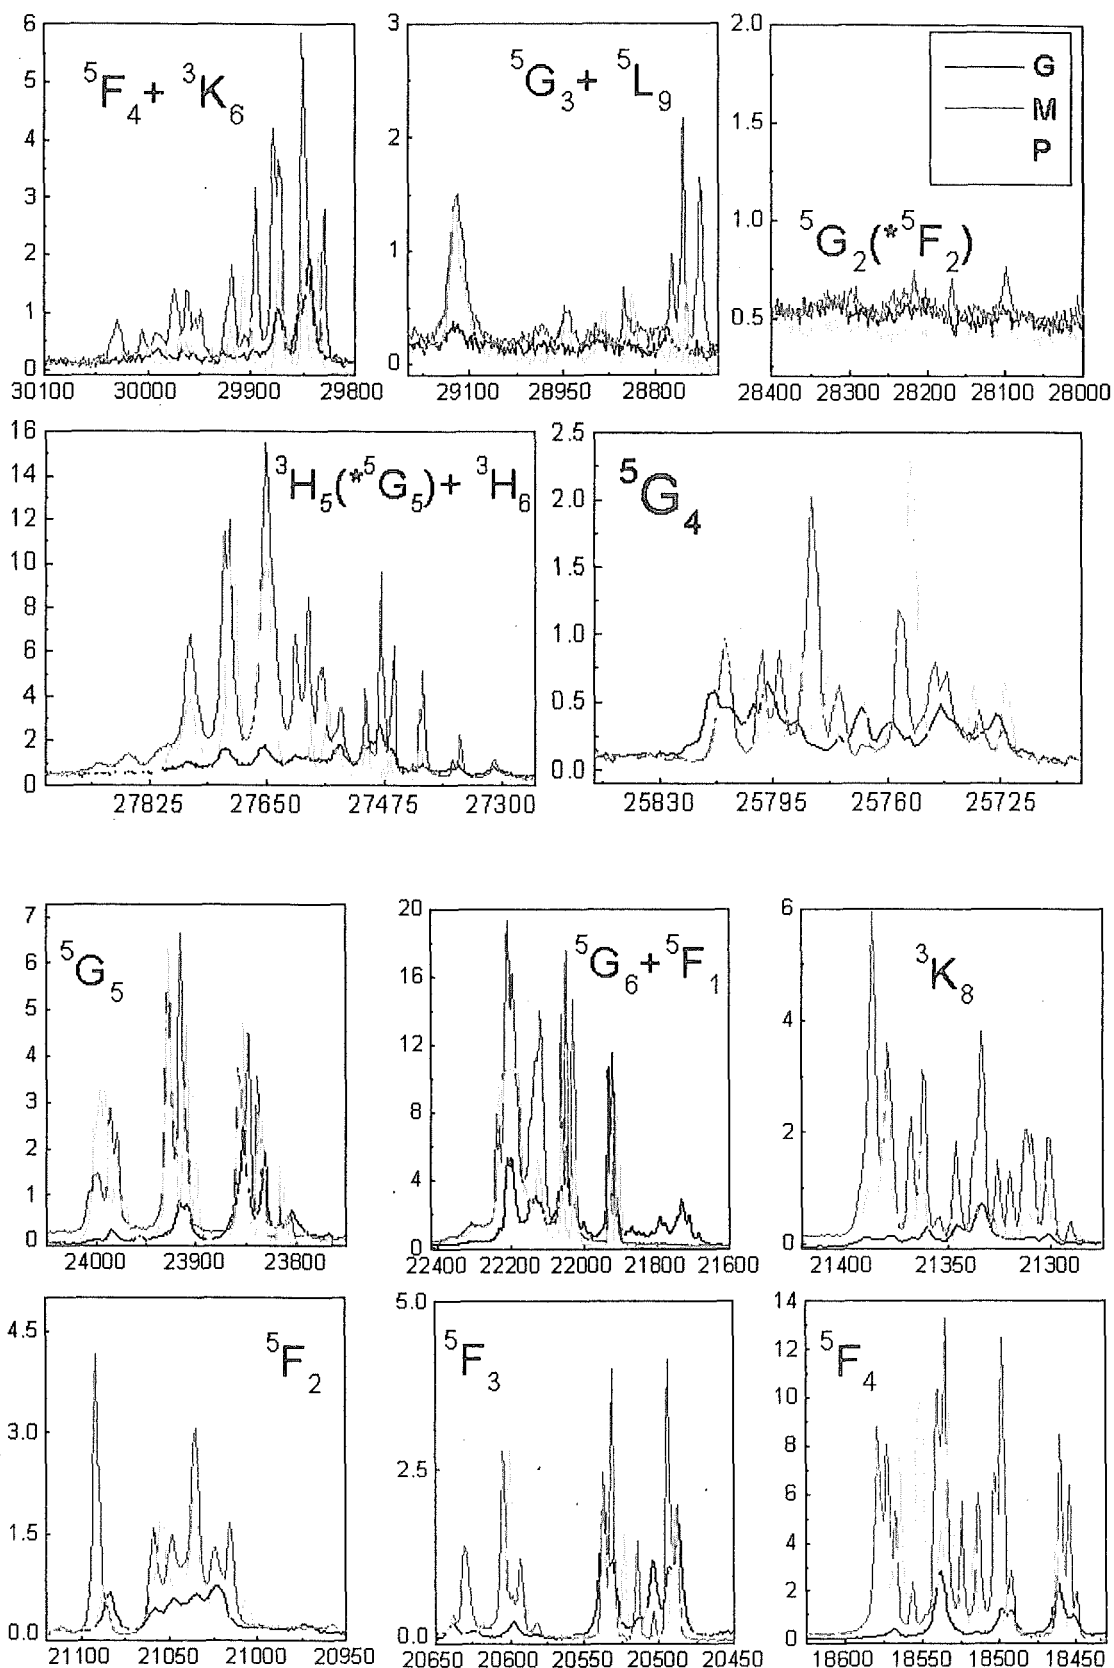 6
5
4
3
2
1
0
⁵F₄ + ³K₆
30100 30000 29900 29800
3
2
1
0
⁵G₃ + ⁵L₉
29100 28950 28800
2.0
1.5
1.0
0.5
G
M
P
⁵G₂(*⁵F₂)
28400 28300 28200 28100 28000
16
14
12
10
8
6
4
2
0
³H₅(*⁵G₅) + ³H₆
27825 27650 27475 27300
2.5
2.0
1.5
1.0
0.5
0.0
⁵G₄
25830 25795 25760 25725
7
6
5
4
3
2
1
0
⁵G₅
24000 23900 23800
20
16
12
8
4
0
⁵G₆ + ⁵F₁
22400 22200 22000 21800 21600
6
4
2
0
³K₈
21400 21350 21300
4.5
3.0
1.5
0.0
⁵F₂
21100 21050 21000 20950
5.0
2.5
0.0
⁵F₃
20650 20600 20550 20500 20450
14
12
10
8
6
4
2
0
⁵F₄
18600 18550 18500 18450